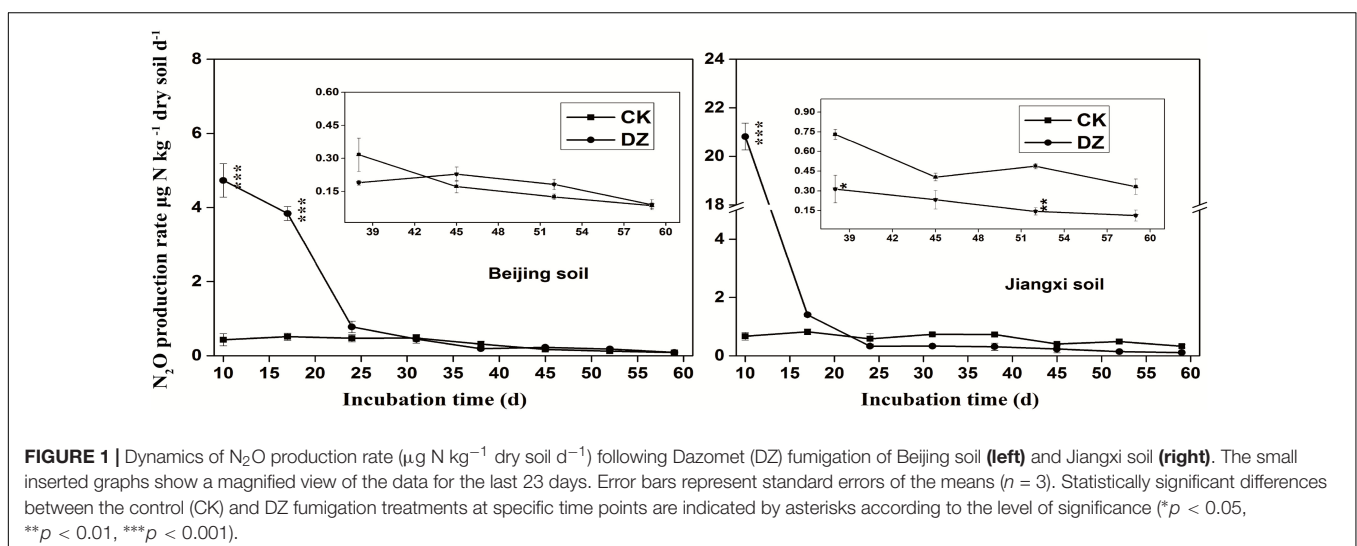 N₂O production rate µg N kg⁻¹ dry soil d⁻¹
8
6
4
2
0
10 15 20 25 30 35 40 45 50 55 60
Incubation time (d)
***
***
0.60
0.45
0.30
0.15
39 42 45 48 51 54 57 60
CK
DZ
Beijing soil
24
22
20
18
4
2
0
10 15 20 25 30 35 40 45 50 55 60
Incubation time (d)
***
0.90
0.75
0.60
0.45
0.30
0.15
39 42 45 48 51 54 57 60
CK
DZ
*
**
Jiangxi soil
FIGURE 1 | Dynamics of N₂O production rate (µg N kg⁻¹ dry soil d⁻¹) following Dazomet (DZ) fumigation of Beijing soil (left) and Jiangxi soil (right). The small
inserted graphs show a magnified view of the data for the last 23 days. Error bars represent standard errors of the means (n = 3). Statistically significant differences
between the control (CK) and DZ fumigation treatments at specific time points are indicated by asterisks according to the level of significance (*p < 0.05,
**p < 0.01, ***p < 0.001).